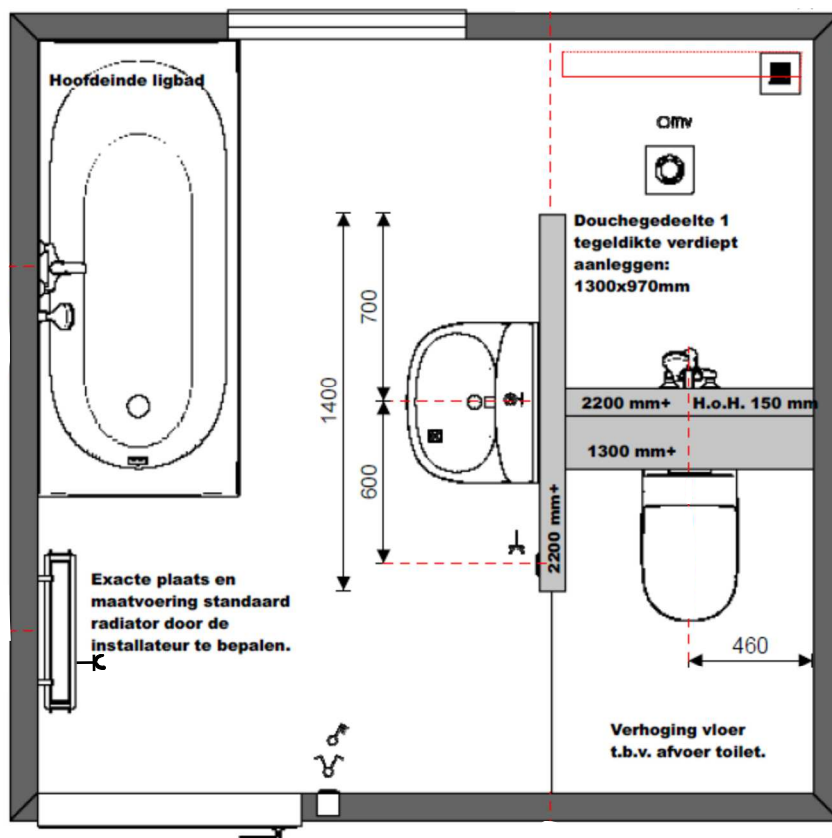 Hoofdeinde ligbad
Omv
Douchegedeelte 1
tegeldikte verdiept
aanleggen:
1300x970mm
700
1400
600
2200 mm+ H.o.H. 150 mm
1300 mm+
2200 mm+
Exacte plaats en
maatvoering standaard
radiator door de
installateur te bepalen.
460
Verhoging vloer
t.b.v. afvoer toilet.